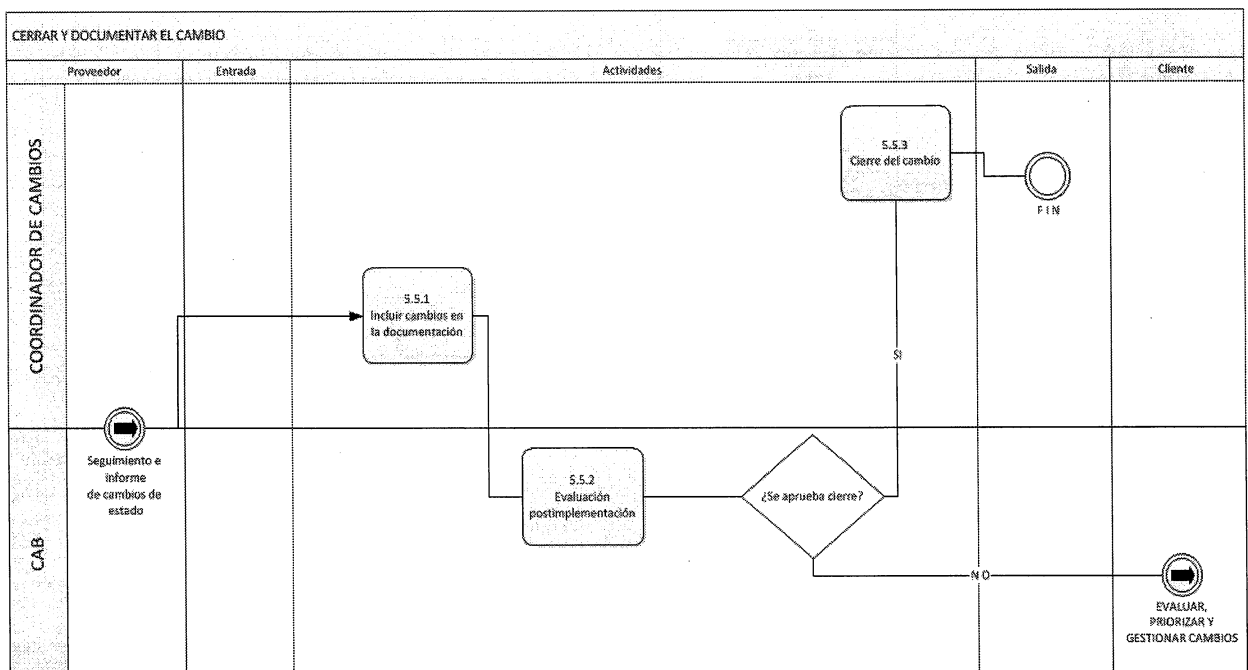 CERRAR Y DOCUMENTAR EL CAMBIO
Proveedor
Entrada
Actividades
Salida
Cliente
COORDINADOR DE CAMBIOS
5.5.3
Cierre del cambio
F I N
5.5.1
Incluir cambios en
la documentación
SI
Seguimiento e
informe
de cambios de
estado
CAB
5.5.2
Evaluación
postimplementación
¿Se aprueba cierre?
N O
EVALUAR,
PRIORIZAR Y
GESTIONAR CAMBIOS